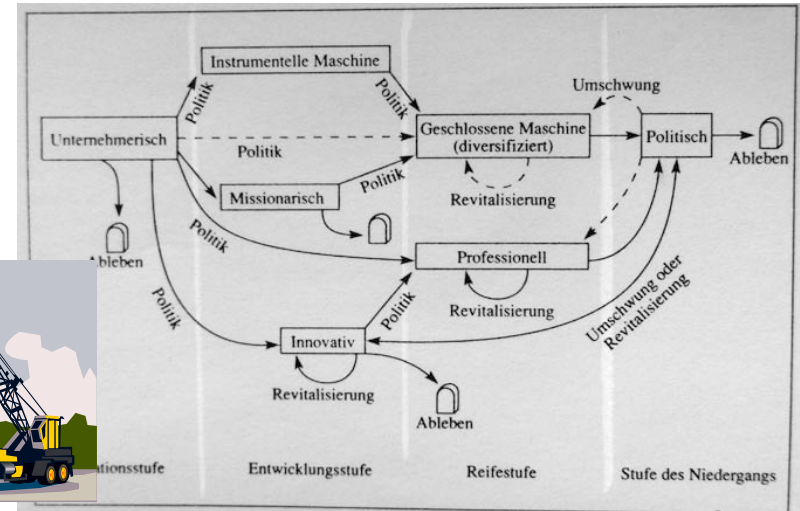 Instrumentelle Maschine
Politik
Politik
Umschwung
Unternehmerisch
Geschlossene Maschine
(diversifiziert)
Politisch
Politik
Ableben
Missionarisch
Politik
Revitalisierung
Politik
Ableben
Professionell
Politik
Politik
Revitalisierung
Umschwung oder
Revitalisierung
Innovativ
Revitalisierung
Ableben
Entwicklungsstufe
Reifestufe
Stufe des Niedergangs